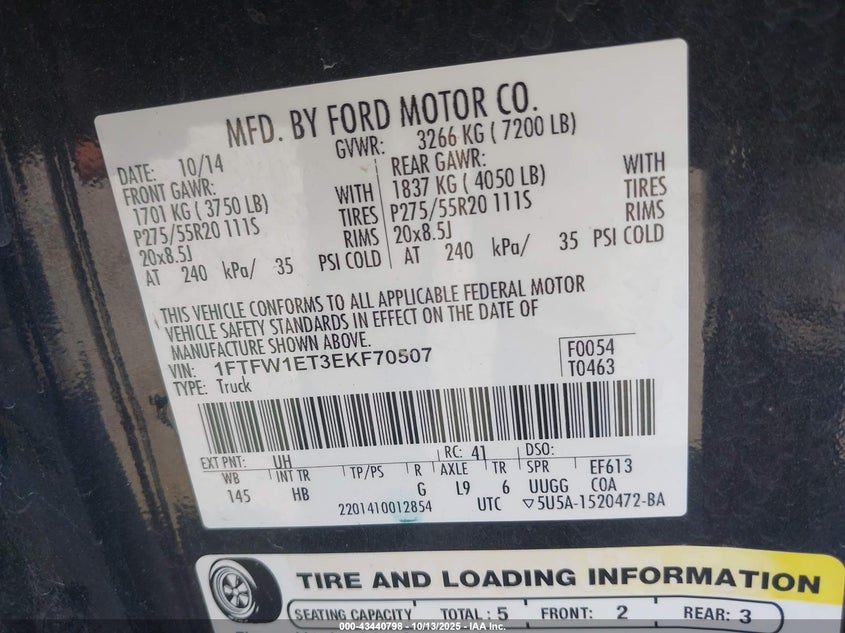 MFD. BY FORD MOTOR CO.
DATE: 10/14 GVWR: 3266 KG ( 7200 LB)
FRONT GAWR: REAR GAWR:
1701 KG ( 3750 LB) WITH 1837 KG ( 4050 LB) WITH
P275/55R20 111S TIRES P275/55R20 111S TIRES
20x8.5J RIMS 20x8.5J RIMS
AT 240 kPa/ 35 PSI COLD AT 240 kPa/ 35 PSI COLD
THIS VEHICLE CONFORMS TO ALL APPLICABLE FEDERAL MOTOR
VEHICLE SAFETY STANDARDS IN EFFECT ON THE DATE OF
MANUFACTURE SHOWN ABOVE.
VIN: 1FTFW1ET3EKF70507 F0054
TYPE: Truck T0463
EXT PNT: UH RC: 41 DSO:
WB INT TR TP/PS R AXLE TR SPR EF613
145 HB G L9 6 UUGG COA
2201410012854 UTC ▽5U5A-1520472-BA
TIRE AND LOADING INFORMATION
SEATING CAPACITY TOTAL : 5 FRONT: 2 REAR: 3
000-43440798 - 10/13/2025 - IAA Inc.